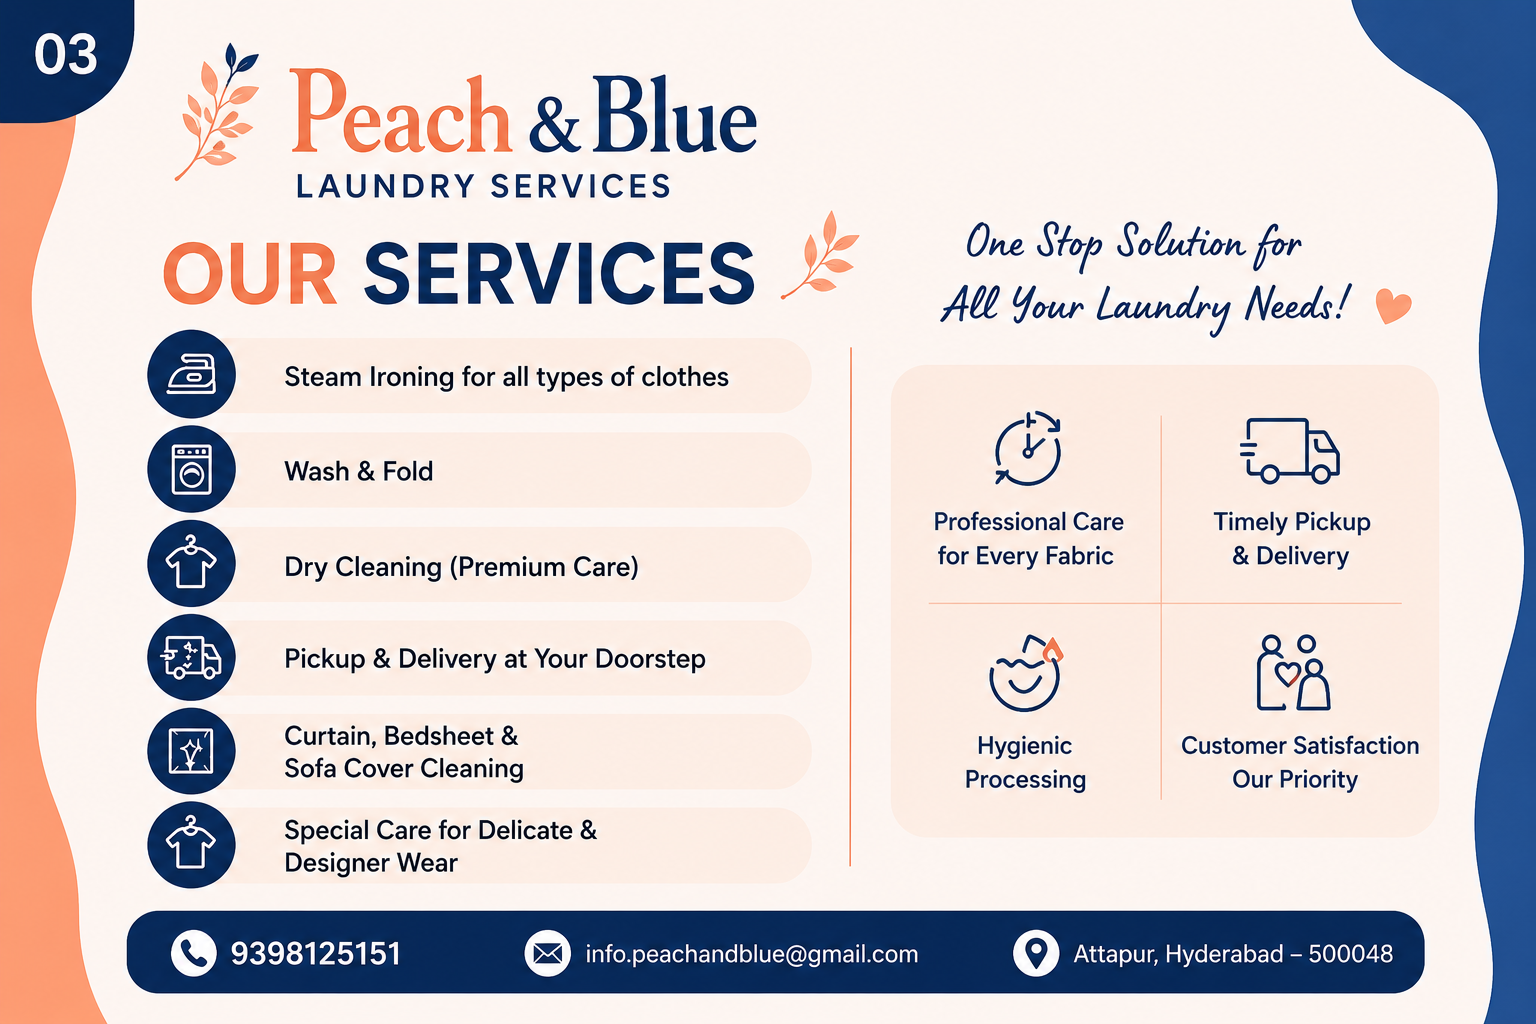 03
Peach & Blue
LAUNDRY SERVICES
OUR SERVICES
Steam Ironing for all types of clothes
Wash & Fold
Dry Cleaning (Premium Care)
Pickup & Delivery at Your Doorstep
Curtain, Bedsheet &
Sofa Cover Cleaning
Special Care for Delicate &
Designer Wear
One Stop Solution for
All Your Laundry Needs!
Professional Care
for Every Fabric
Timely Pickup
& Delivery
Hygienic
Processing
Customer Satisfaction
Our Priority
9398125151
info.peachandblue@gmail.com
Attapur, Hyderabad – 500048